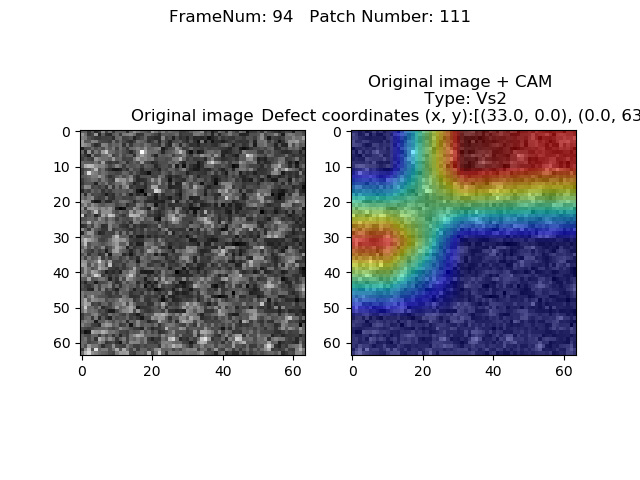 FrameNum: 94   Patch Number: 111
Original image + CAM
Type: Vs2
Original image
Defect coordinates (x, y):[(33.0, 0.0), (0.0, 63
0
10
20
30
40
50
60
0 20 40 60
0
10
20
30
40
50
60
0 20 40 60